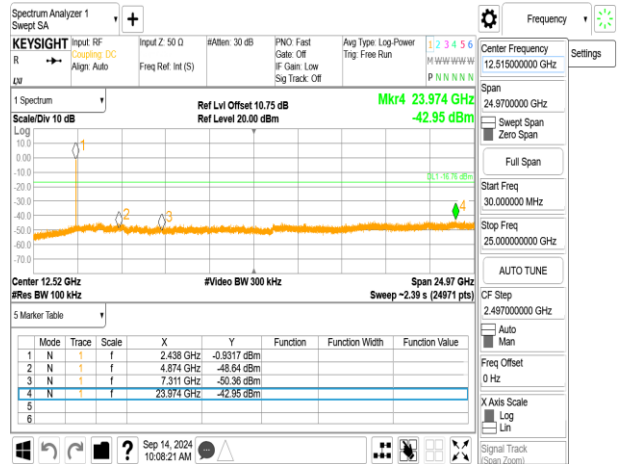 Spectrum Analyzer 1
Swept SA
Frequency
KEYSIGHT Input: RF Input Z: 50 Ω #Atten: 30 dB PNO: Fast Avg Type: Log-Power 1 2 3 4 5 6
Coupling: DC Gate: Off Trig: Free Run
R Align: Auto Freq Ref: Int (S) IF Gain: Low M W W W W W
Sig Track: Off P N N N N N
LXI
Center Frequency
12.515000000 GHz
Settings
Span
24.9700000 GHz
Swept Span
Zero Span
Full Span
Start Freq
30.000000 MHz
Stop Freq
25.000000000 GHz
AUTO TUNE
CF Step
2.497000000 GHz
Auto
Man
Freq Offset
0 Hz
X Axis Scale
Log
Lin
Signal Track
(Span Zoom)
1 Spectrum
Ref Lvl Offset 10.75 dB Mkr4 23.974 GHz
Scale/Div 10 dB Ref Level 20.00 dBm -42.95 dBm
Log
10.0
0.00
-10.0
-20.0
-30.0
-40.0
-50.0
-60.0
-70.0
1
2
3
4
DL1 -16.76 dBm
Center 12.52 GHz #Video BW 300 kHz Span 24.97 GHz
#Res BW 100 kHz Sweep ~2.39 s (24971 pts)
5 Marker Table
Mode Trace Scale X Y Function Function Width Function Value
1 N 1 f 2.438 GHz -0.9317 dBm
2 N 1 f 4.874 GHz -48.64 dBm
3 N 1 f 7.311 GHz -50.36 dBm
4 N 1 f 23.974 GHz -42.95 dBm
5
6
?
Sep 14, 2024
10:08:21 AM